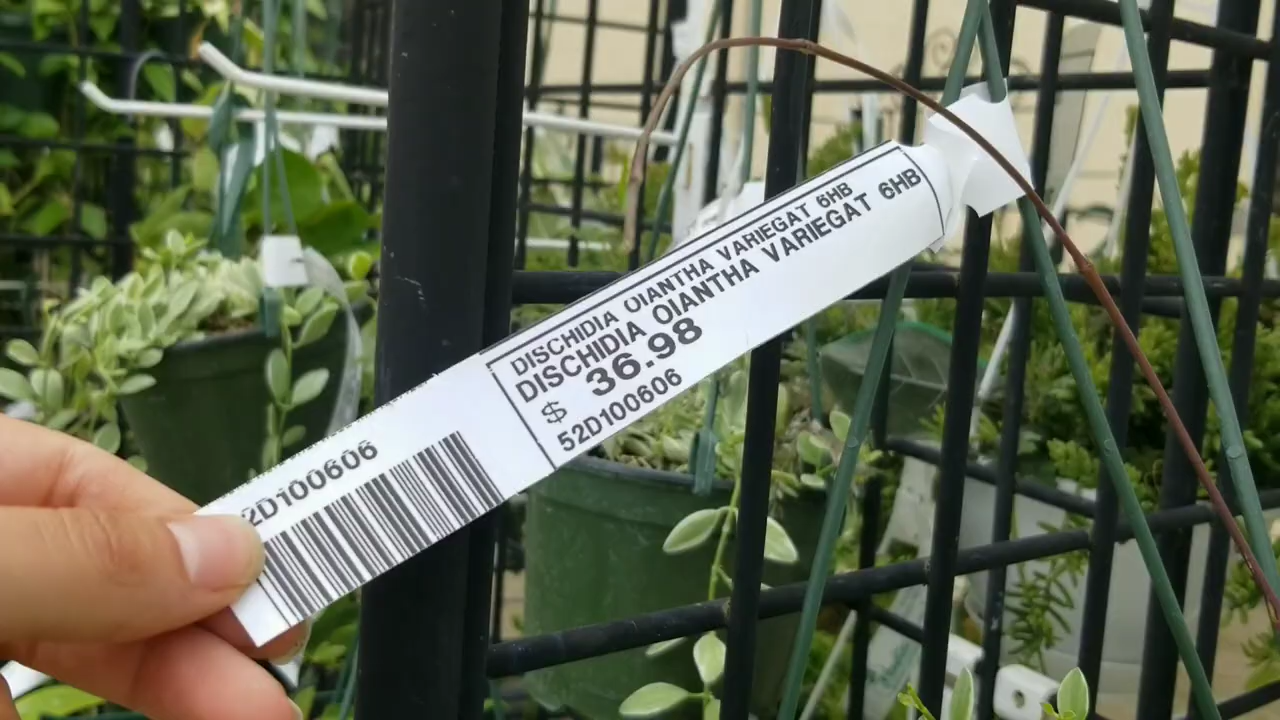 DISCHIDIA OIANTHA VARIEGAT 6HB
DISCHIDIA OIANTHA VARIEGAT 6HB
$ 36.98
52D100606
2D100606